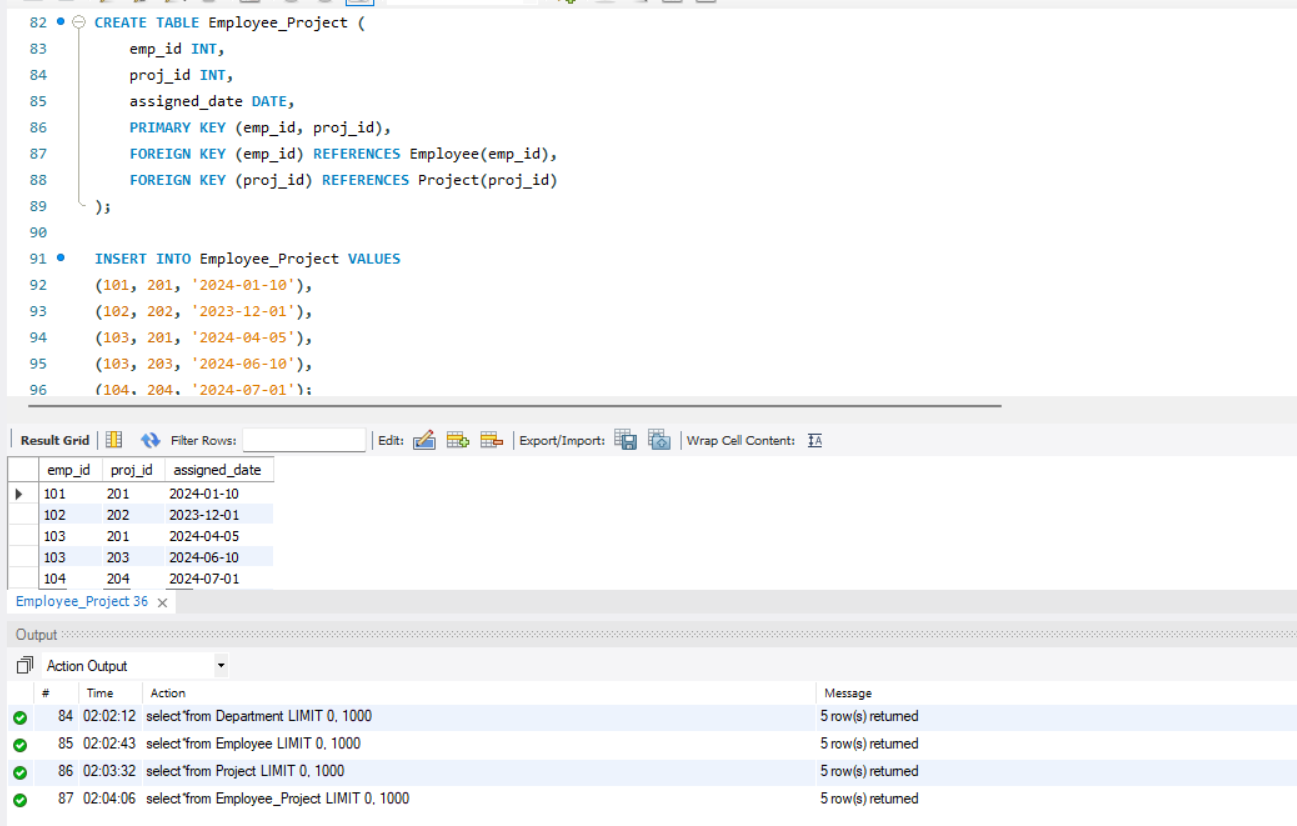 82 CREATE TABLE Employee_Project (
83 emp_id INT,
84 proj_id INT,
85 assigned_date DATE,
86 PRIMARY KEY (emp_id, proj_id),
87 FOREIGN KEY (emp_id) REFERENCES Employee(emp_id),
88 FOREIGN KEY (proj_id) REFERENCES Project(proj_id)
89 );
90
91 INSERT INTO Employee_Project VALUES
92 (101, 201, '2024-01-10'),
93 (102, 202, '2023-12-01'),
94 (103, 201, '2024-04-05'),
95 (103, 203, '2024-06-10'),
96 (104, 204, '2024-07-01');
Result Grid Filter Rows: Edit: Export/Import: Wrap Cell Content: IA
emp_id proj_id assigned_date
101 201 2024-01-10
102 202 2023-12-01
103 201 2024-04-05
103 203 2024-06-10
104 204 2024-07-01
Employee_Project 36
Output
Action Output
# Time Action Message
84 02:02:12 select*from Department LIMIT 0, 1000 5 row(s) returned
85 02:02:43 select*from Employee LIMIT 0, 1000 5 row(s) returned
86 02:03:32 select*from Project LIMIT 0, 1000 5 row(s) returned
87 02:04:06 select*from Employee_Project LIMIT 0, 1000 5 row(s) returned